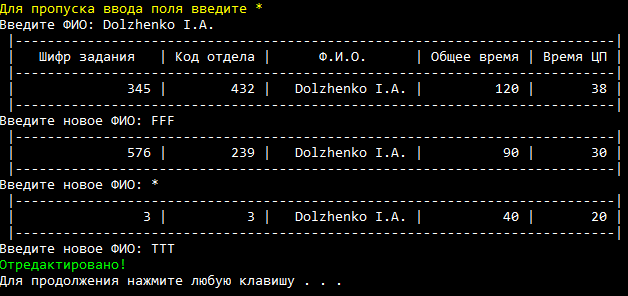 Для пропуска ввода поля введите *
Введите ФИО: Dolzhenko I.A.
|---------------------------------------------------------------------------|
| Шифр задания | Код отдела | Ф.И.О. | Общее время | Время ЦП |
|---------------------------------------------------------------------------|
| 345 | 432 | Dolzhenko I.A. | 120 | 38 |
|---------------------------------------------------------------------------|
Введите новое ФИО: FFF
|---------------------------------------------------------------------------|
| 576 | 239 | Dolzhenko I.A. | 90 | 30 |
|---------------------------------------------------------------------------|
Введите новое ФИО: *
|---------------------------------------------------------------------------|
| 3 | 3 | Dolzhenko I.A. | 40 | 20 |
|---------------------------------------------------------------------------|
Введите новое ФИО: TTT
Отредактировано!
Для продолжения нажмите любую клавишу . . .